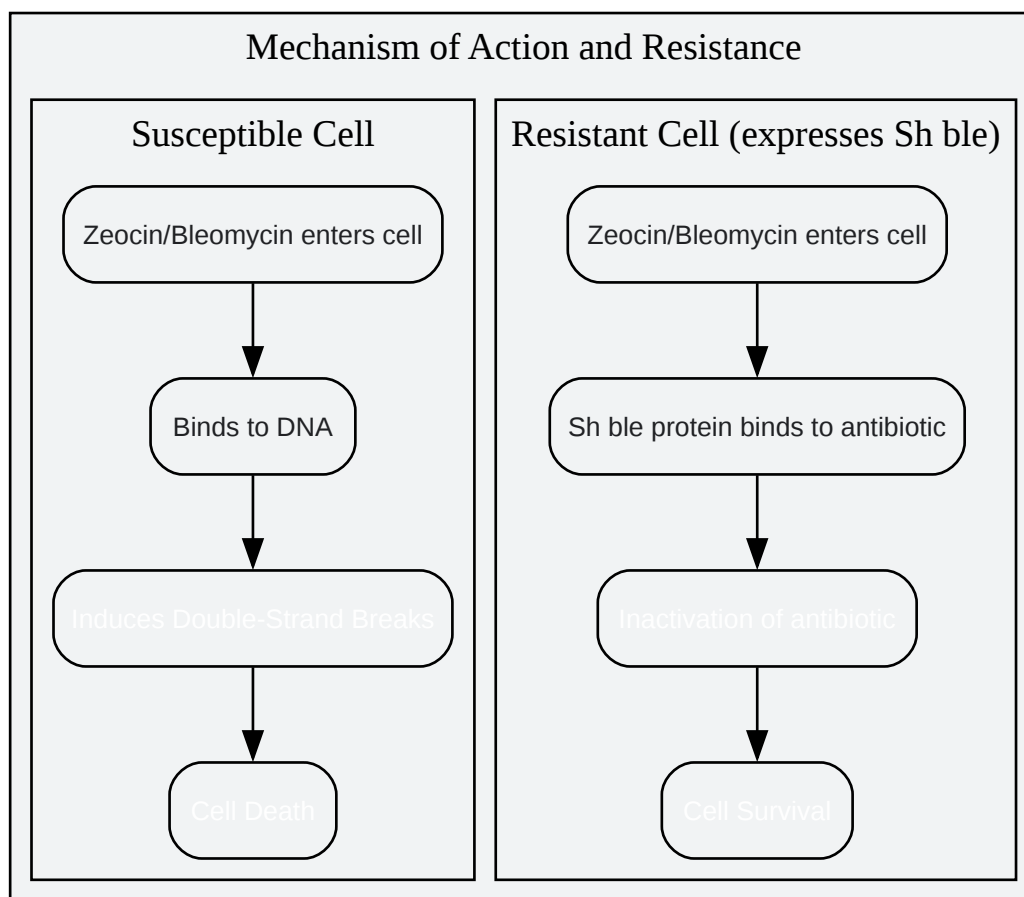 Mechanism of Action and Resistance
Susceptible Cell
Zeocin/Bleomycin enters cell
Binds to DNA
Induces Double-Strand Breaks
Cell Death
Resistant Cell (expresses Sh ble)
Zeocin/Bleomycin enters cell
Sh ble protein binds to antibiotic
Inactivation of antibiotic
Cell Survival